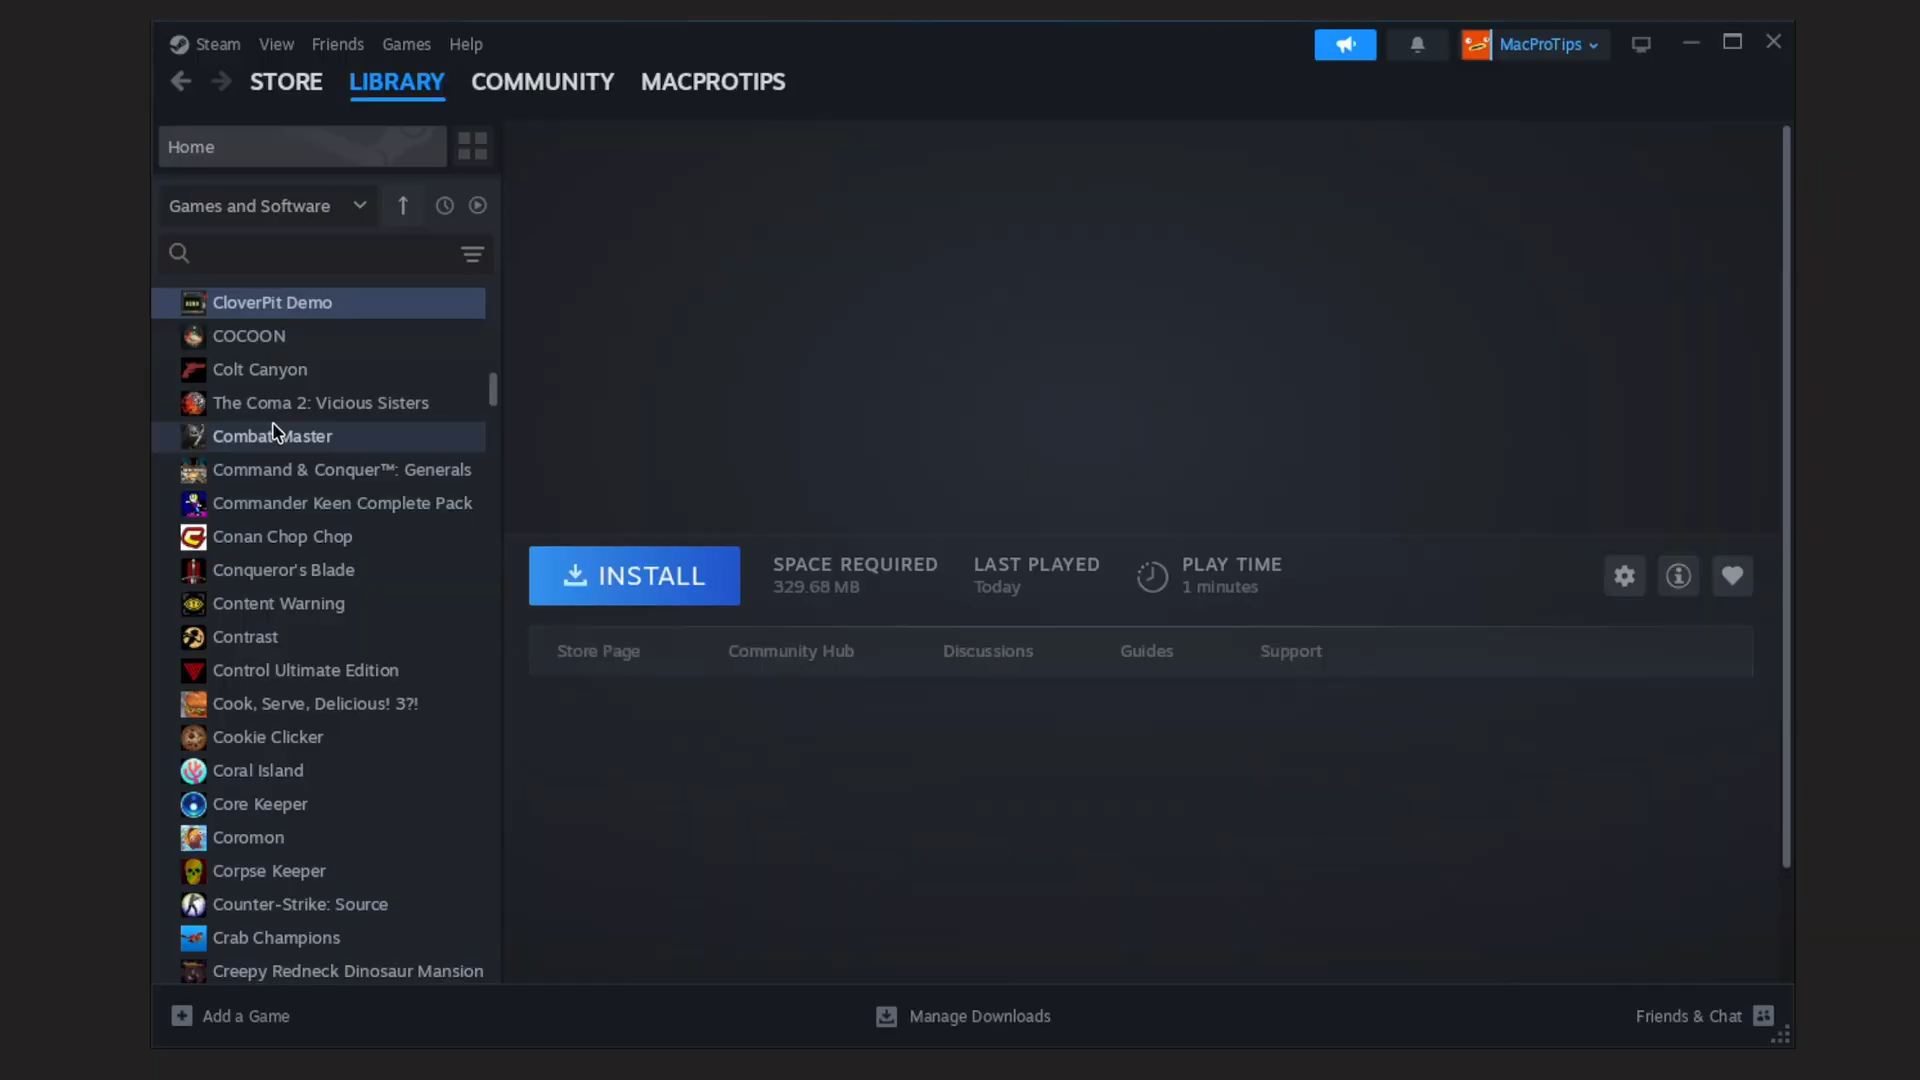 Steam View Friends Games Help MacProTips
STORE LIBRARY COMMUNITY MACPROTIPS
Home
Games and Software
CloverPit Demo
COCOON
Colt Canyon
The Coma 2: Vicious Sisters
Combat Master
Command & Conquer™: Generals
Commander Keen Complete Pack
Conan Chop Chop
Conqueror's Blade
Content Warning
Contrast
Control Ultimate Edition
Cook, Serve, Delicious! 3?!
Cookie Clicker
Coral Island
Core Keeper
Coromon
Corpse Keeper
Counter-Strike: Source
Crab Champions
Creepy Redneck Dinosaur Mansion
INSTALL
SPACE REQUIRED
329.68 MB
LAST PLAYED
Today
PLAY TIME
1 minutes
Store Page Community Hub Discussions Guides Support
Add a Game Manage Downloads Friends & Chat